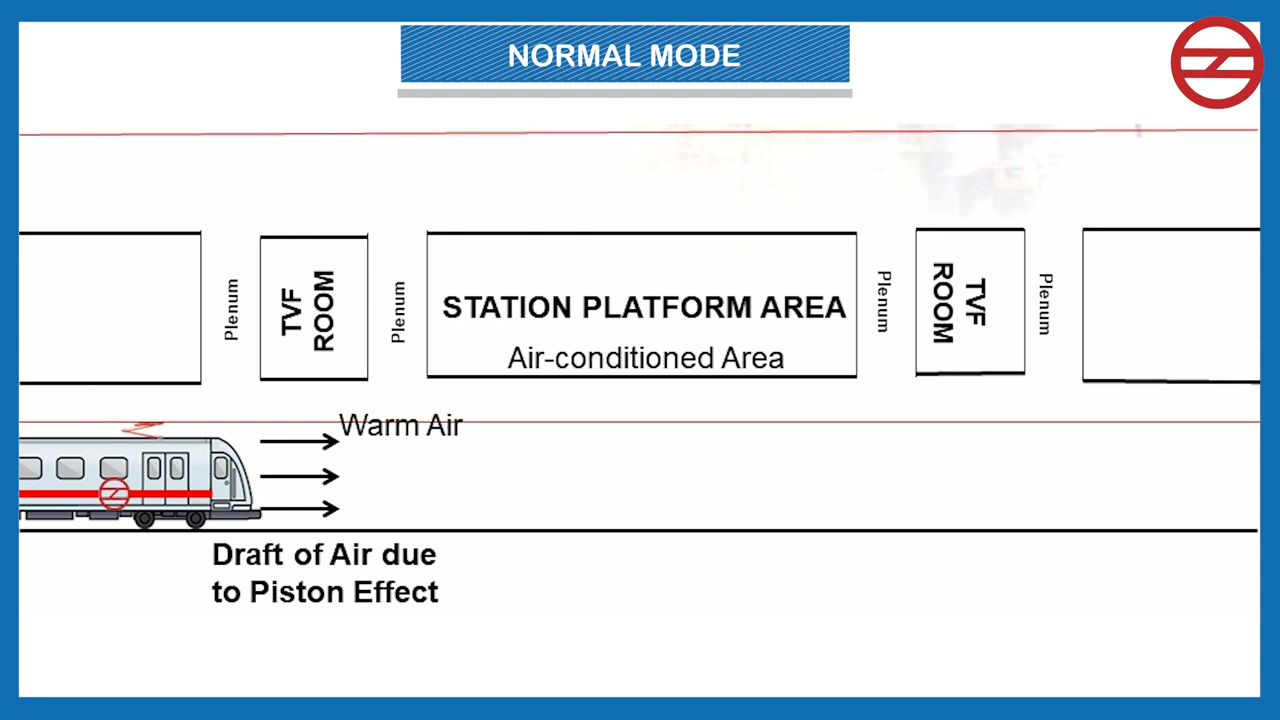 NORMAL MODE
Plenum
TVF
ROOM
Plenum
STATION PLATFORM AREA
Air-conditioned Area
Plenum
TVF
ROOM
Plenum
Warm Air
Draft of Air due
to Piston Effect